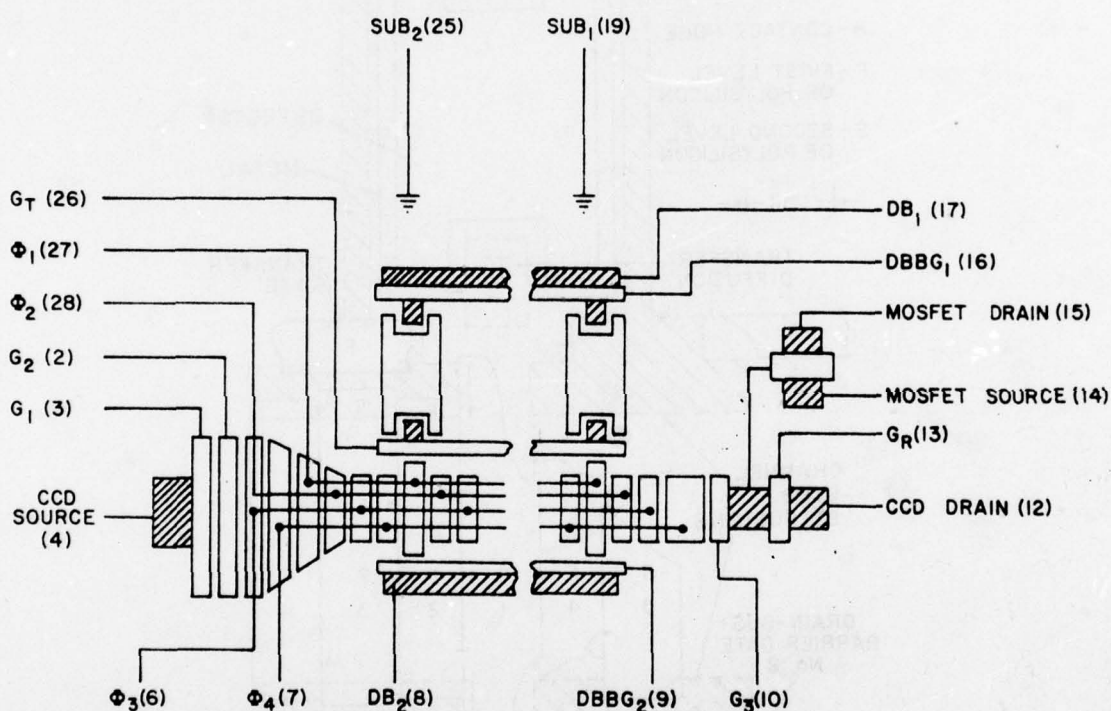 SUB₂(25)
SUB₁(19)
G_T (26)
Φ₁(27)
Φ₂ (28)
G₂ (2)
G₁ (3)
CCD
SOURCE
(4)
DB₁ (17)
DBBG₁ (16)
MOSFET DRAIN (15)
MOSFET SOURCE (14)
G_R(13)
CCD DRAIN (12)
Φ₃(6)
Φ₄(7)
DB₂(8)
DBBG₂(9)
G₃(10)